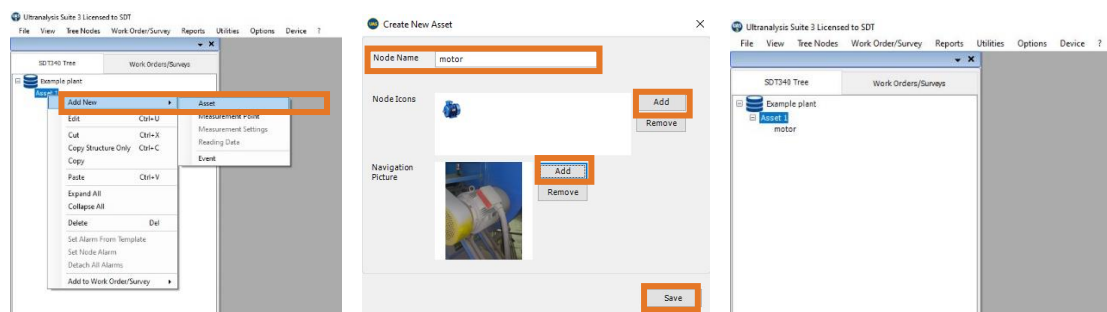 Ultranalysis Suite 3 Licensed to SDT
File View Tree Nodes Work Order/Survey Reports Utilities Options Device ?
SDT340 Tree Work Orders/Surveys
Example plant
Asset 1
Add New Asset
Edit Ctrl+U Measurement Point
Measurement Settings
Cut Ctrl+X Reading Data
Copy Structure Only Ctrl+C
Copy Event
Paste Ctrl+V
Expand All
Collapse All
Delete Del
Set Alarm From Template
Set Node Alarm
Detach All Alarms
Add to Work Order/Survey
UAS Create New Asset
Node Name motor
Node Icons Add
Remove
Navigation Picture Add
Remove
Save
Ultranalysis Suite 3 Licensed to SDT
File View Tree Nodes Work Order/Survey Reports Utilities Options Device ?
SDT340 Tree Work Orders/Surveys
Example plant
Asset 1
motor